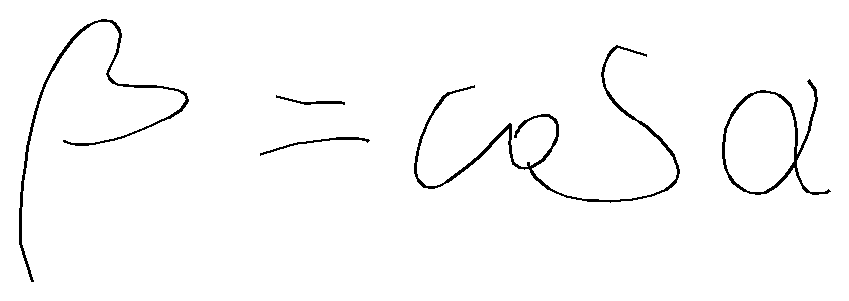 β = cos α